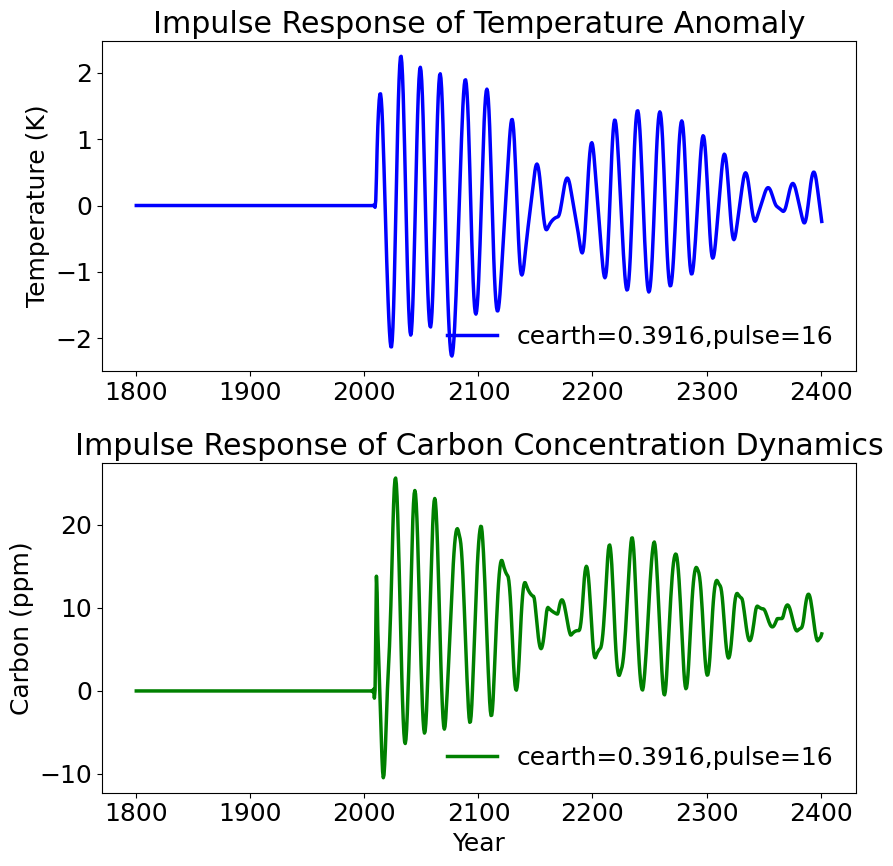 Impulse Response of Temperature Anomaly
2
1
0
−1
−2
Temperature (K)
cearth=0.3916,pulse=16
1800 1900 2000 2100 2200 2300 2400
Impulse Response of Carbon Concentration Dynamics
20
10
0
−10
Carbon (ppm)
cearth=0.3916,pulse=16
1800 1900 2000 2100 2200 2300 2400
Year